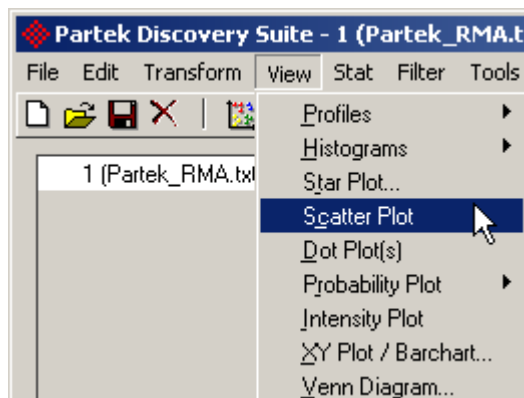 Partek Discovery Suite - 1 (Partek_RMA.t
File Edit Transform View Stat Filter Tools
1 (Partek_RMA.txt
Profiles
Histograms
Star Plot...
Scatter Plot
Dot Plot(s)
Probability Plot
Intensity Plot
XY Plot / Barchart...
Venn Diagram...